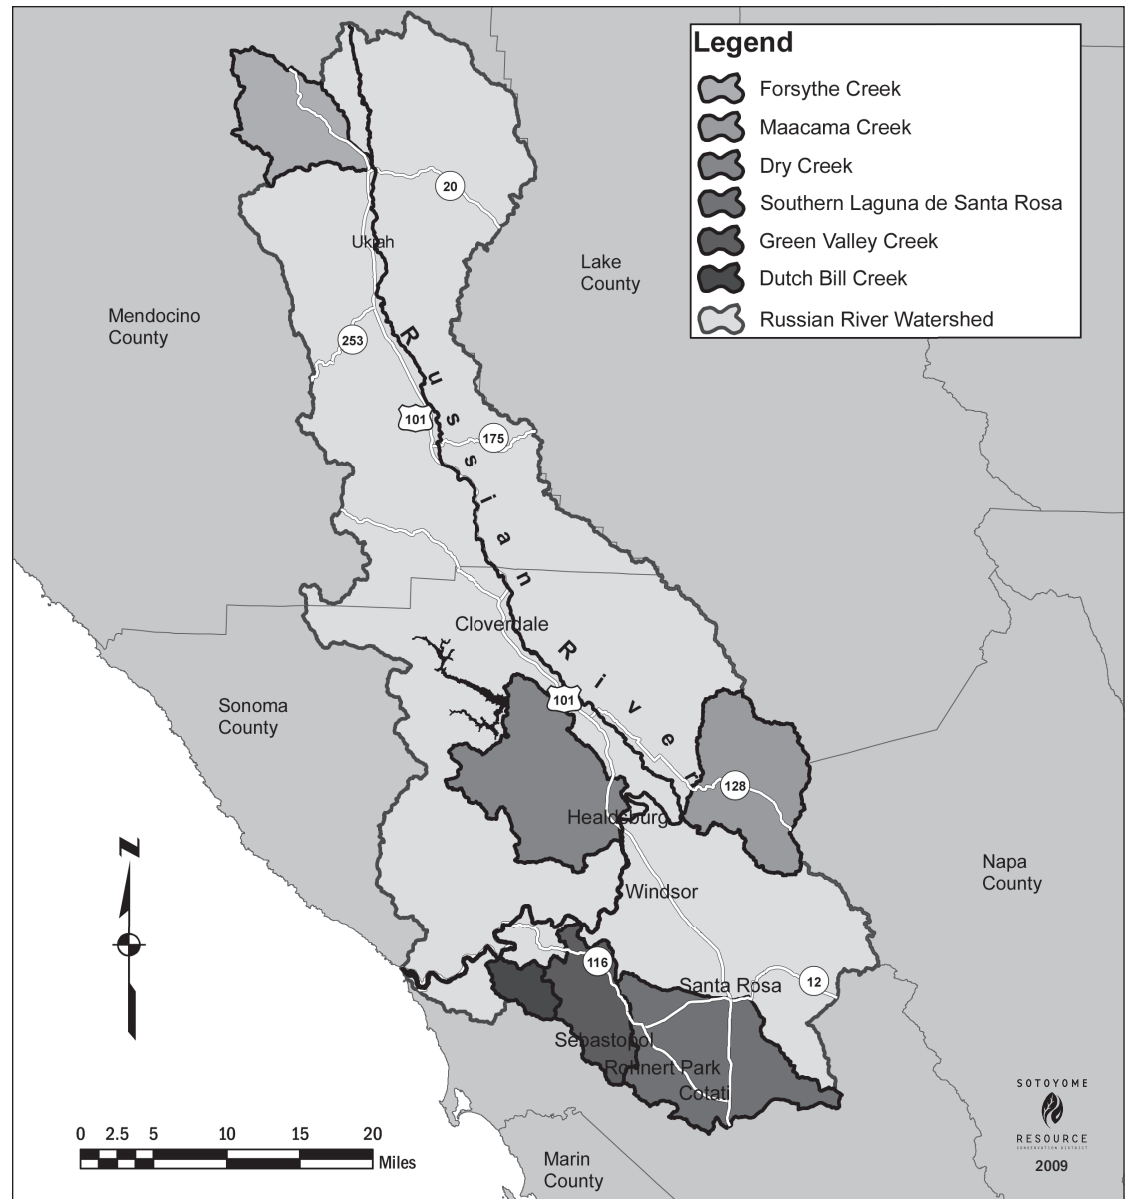 Legend
Forsythe Creek
Maacama Creek
Dry Creek
Southern Laguna de Santa Rosa
Green Valley Creek
Dutch Bill Creek
Russian River Watershed
20
Ukiah
Lake
County
Mendocino
County
253
101
175
Russian River
Cloverdale
101
Sonoma
County
128
Healdsburg
N
Napa
County
Windsor
116
12
Santa Rosa
Sebastopol
Rohnert Park
Cotati
SOTOYOME
RESOURCE
CONSERVATION DISTRICT
2009
0 2.5 5 10 15 20
Miles
Marin
County